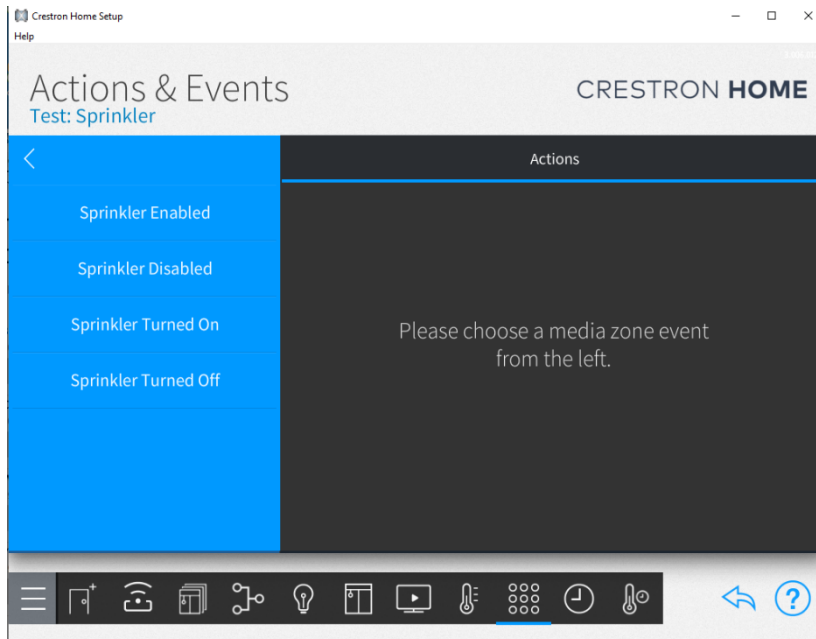 Crestron Home Setup
Help
Actions & Events
CRESTRON HOME
Test: Sprinkler
Actions
Sprinkler Enabled
Sprinkler Disabled
Sprinkler Turned On
Sprinkler Turned Off
Please choose a media zone event
from the left.
?